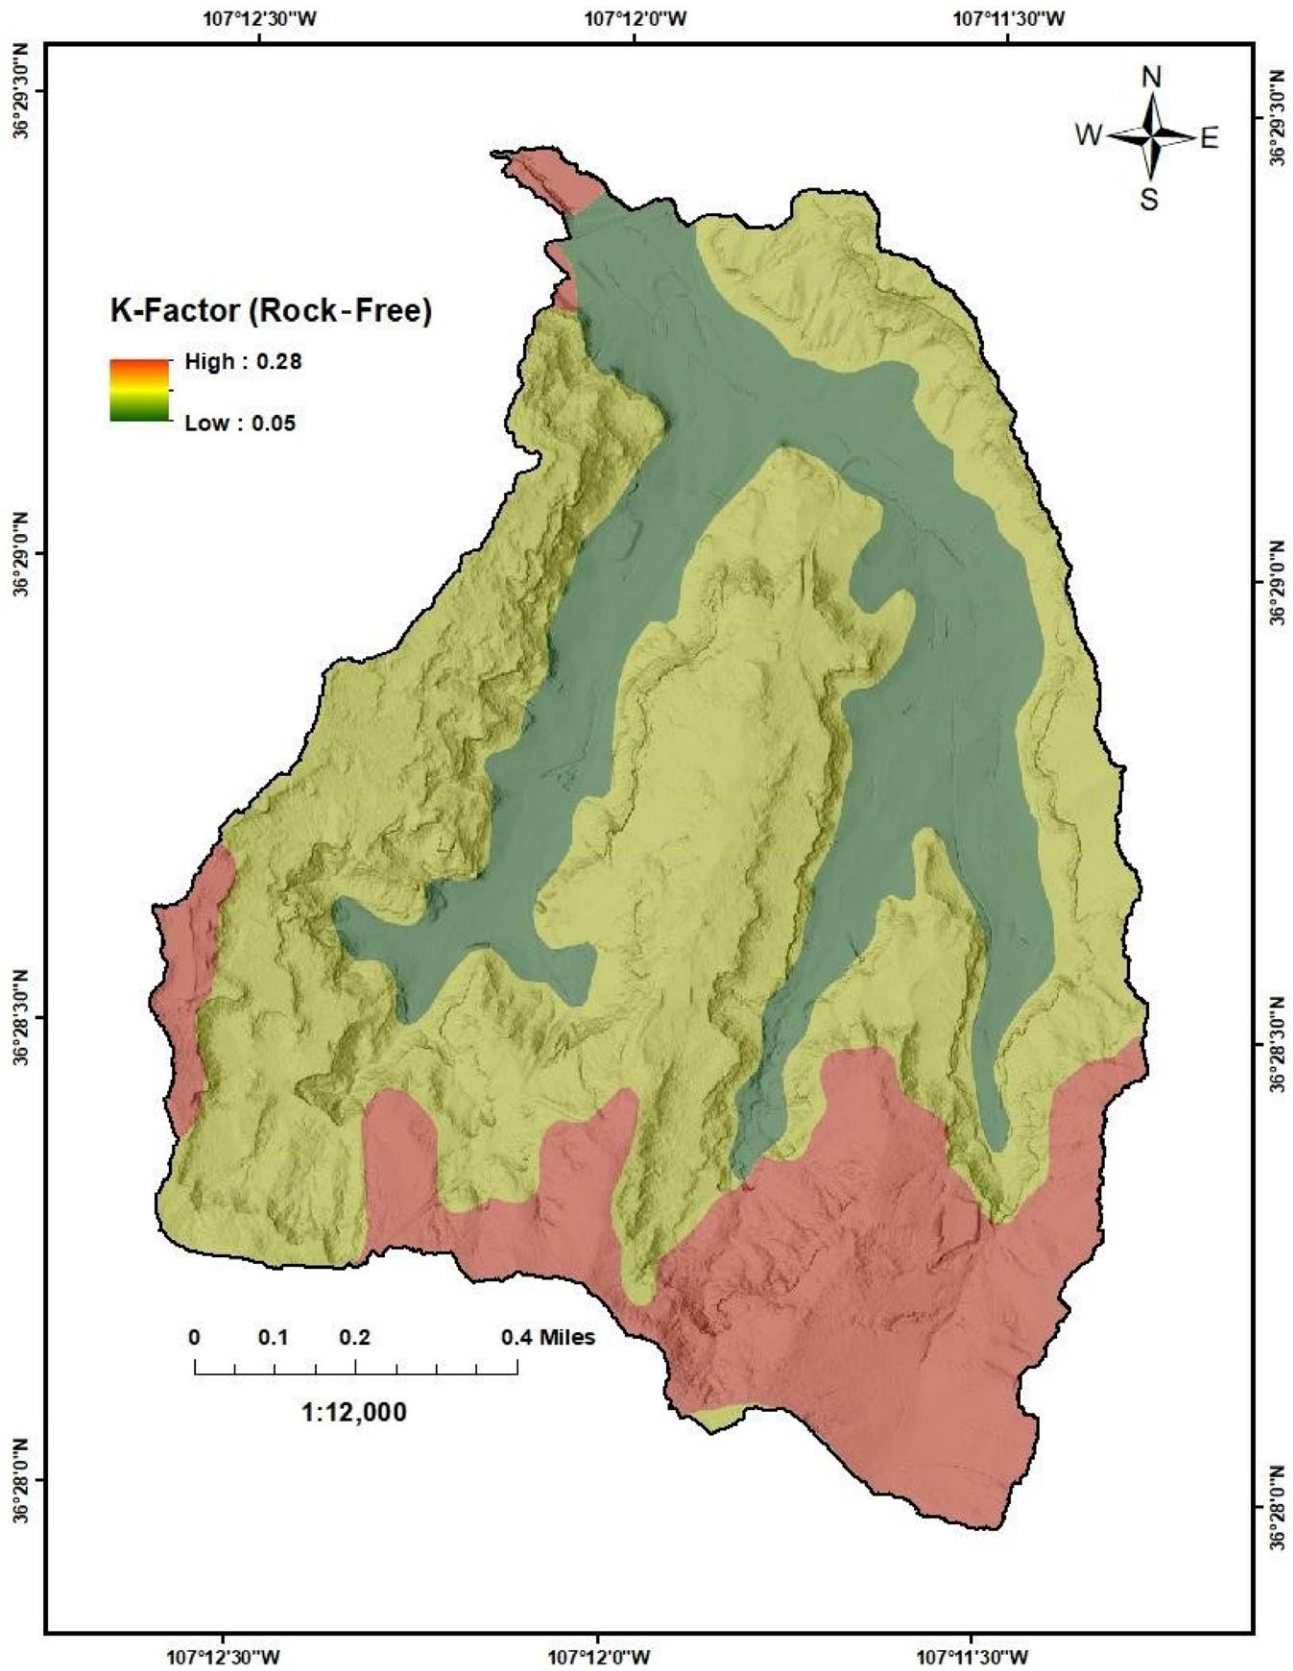 107°12'30"W 107°12'0"W 107°11'30"W
36°29'30"N
36°29'30"N
N
W E
S
K-Factor (Rock-Free)
High : 0.28
Low : 0.05
36°29'0"N
36°29'0"N
36°28'30"N
36°28'30"N
0 0.1 0.2 0.4 Miles
1:12,000
36°28'0"N
36°28'0"N
107°12'30"W 107°12'0"W 107°11'30"W